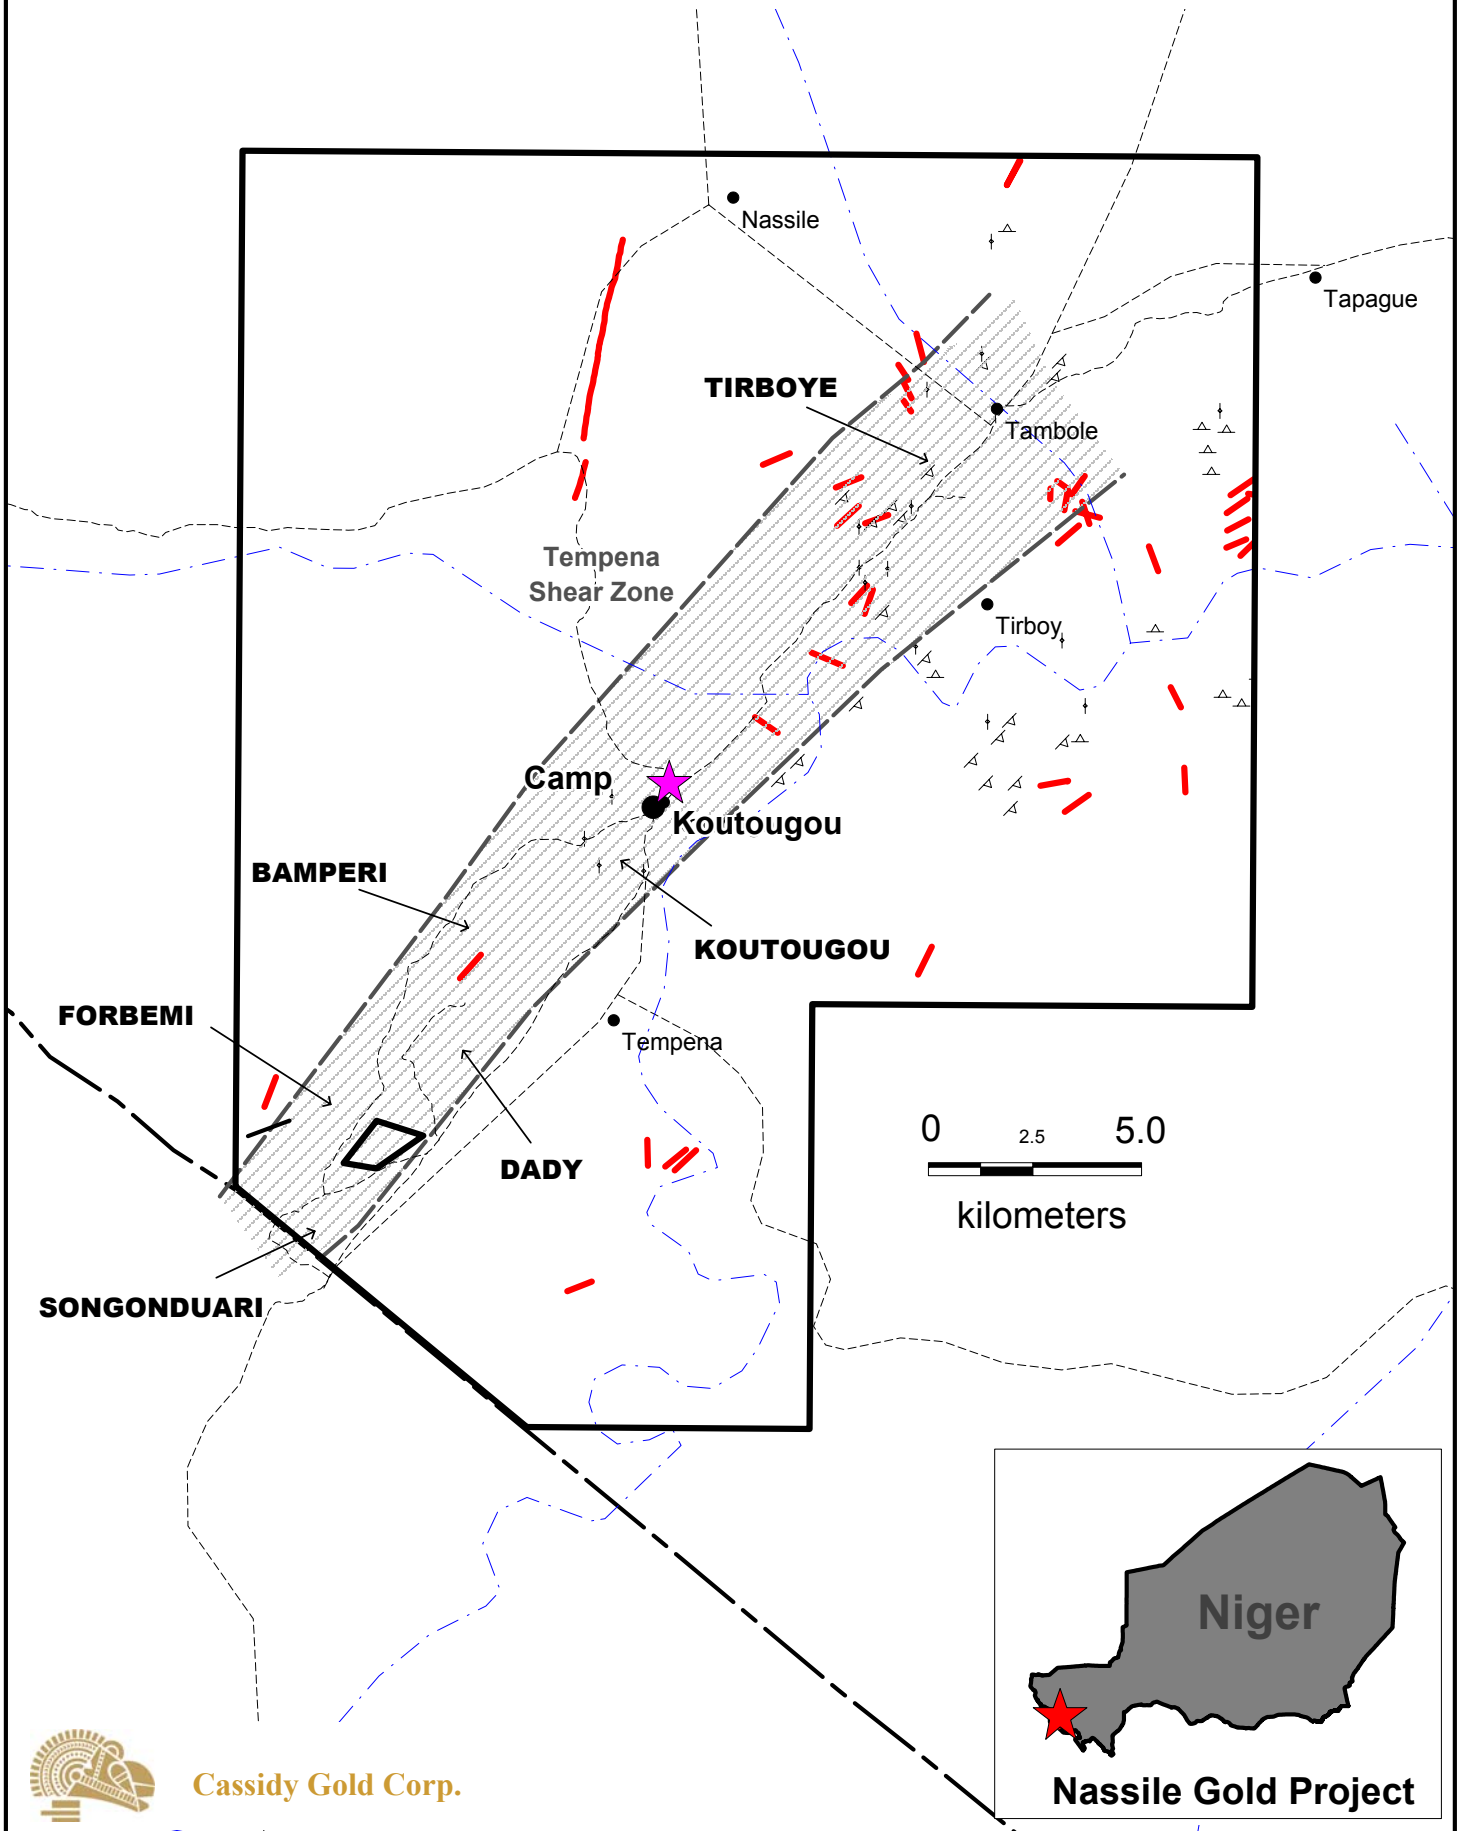 Nassile
Tapague
TIRBOYE
Tambole
Tempena
Shear Zone
Tirboy
Camp
Koutougou
BAMPERI
KOUTOUGOU
FORBEMI
Tempena
DADY
0 2.5 5.0
kilometers
SONGONDUARI
Niger
Cassidy Gold Corp.
Nassile Gold Project